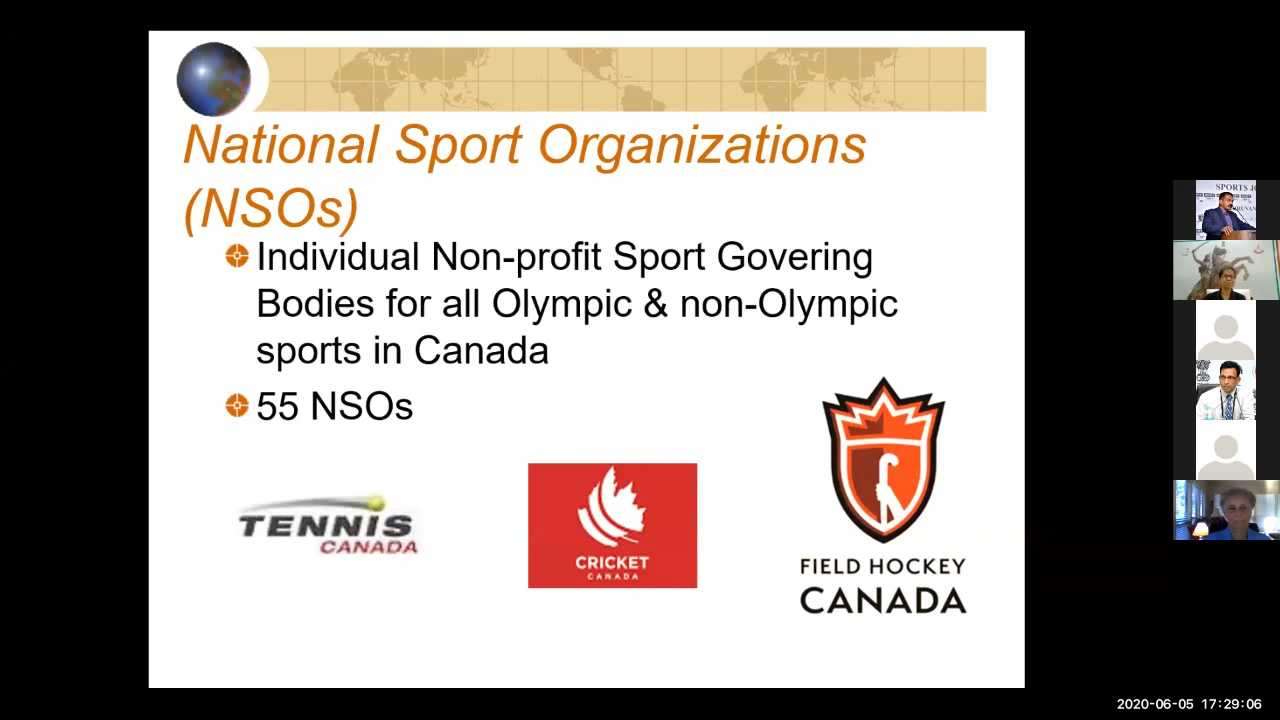 National Sport Organizations
(NSOs)
Individual Non-profit Sport Govering
Bodies for all Olympic & non-Olympic
sports in Canada
55 NSOs
TENNIS
CANADA
CRICKET
CANADA
FIELD HOCKEY
CANADA
SPORTS
2020-06-05 17:29:06